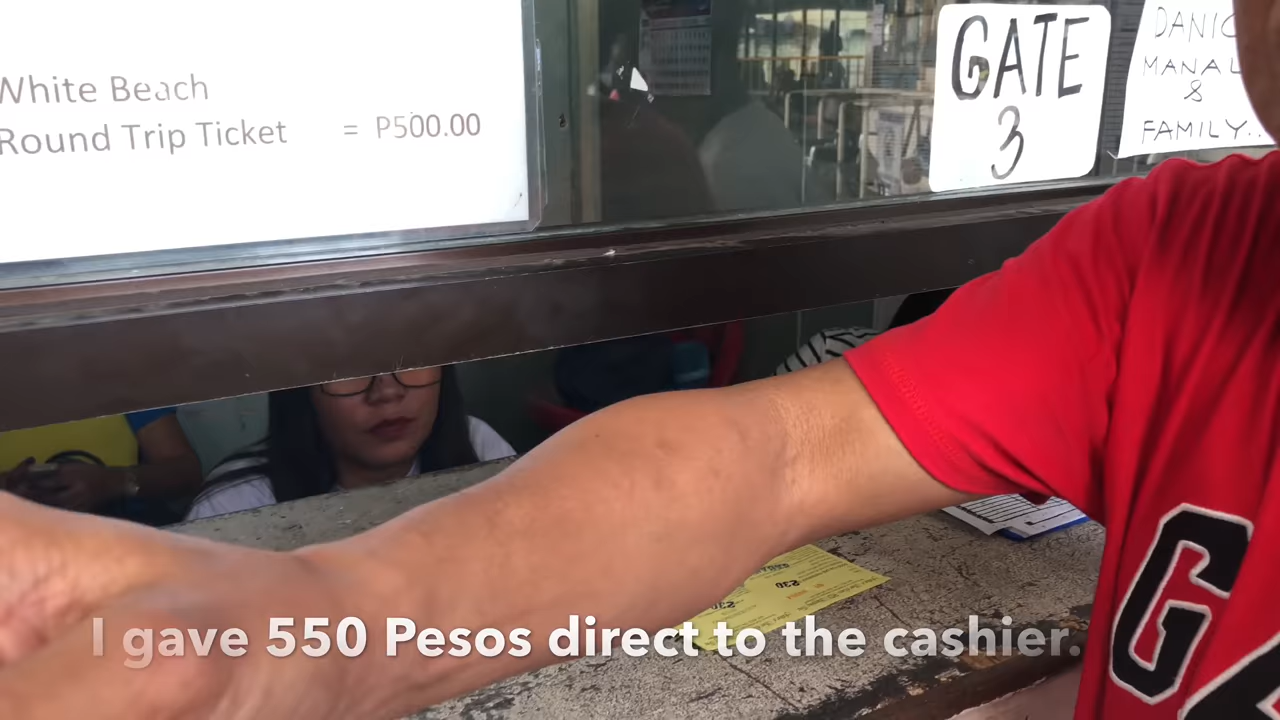 White Beach
Round Trip Ticket = P500.00
GATE
3
MANAL
&
FAMILY..
I gave 550 Pesos direct to the cashier.
G